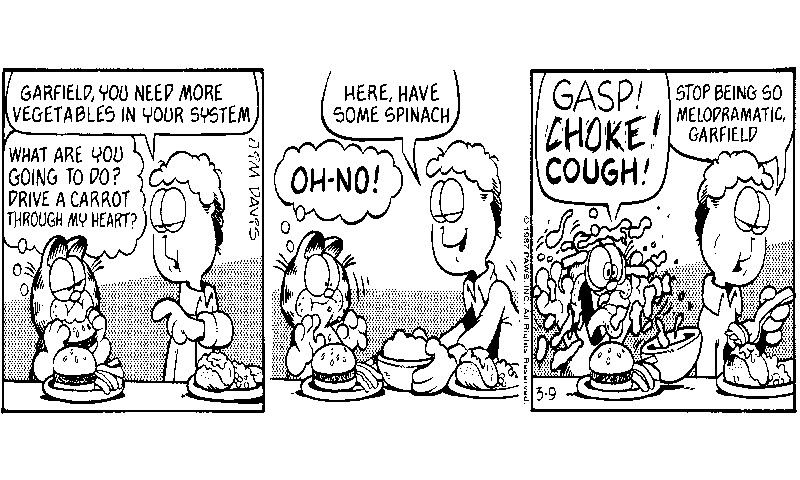 GARFIELD, YOU NEED MORE
VEGETABLES IN YOUR SYSTEM
WHAT ARE YOU
GOING TO DO?
DRIVE A CARROT
THROUGH MY HEART?
JIM DAVIS
HERE, HAVE
SOME SPINACH
OH-NO!
© 1987 PAWS, INC. All Rights Reserved.
GASP!
CHOKE!
COUGH!
STOP BEING SO
MELODRAMATIC,
GARFIELD
3-9